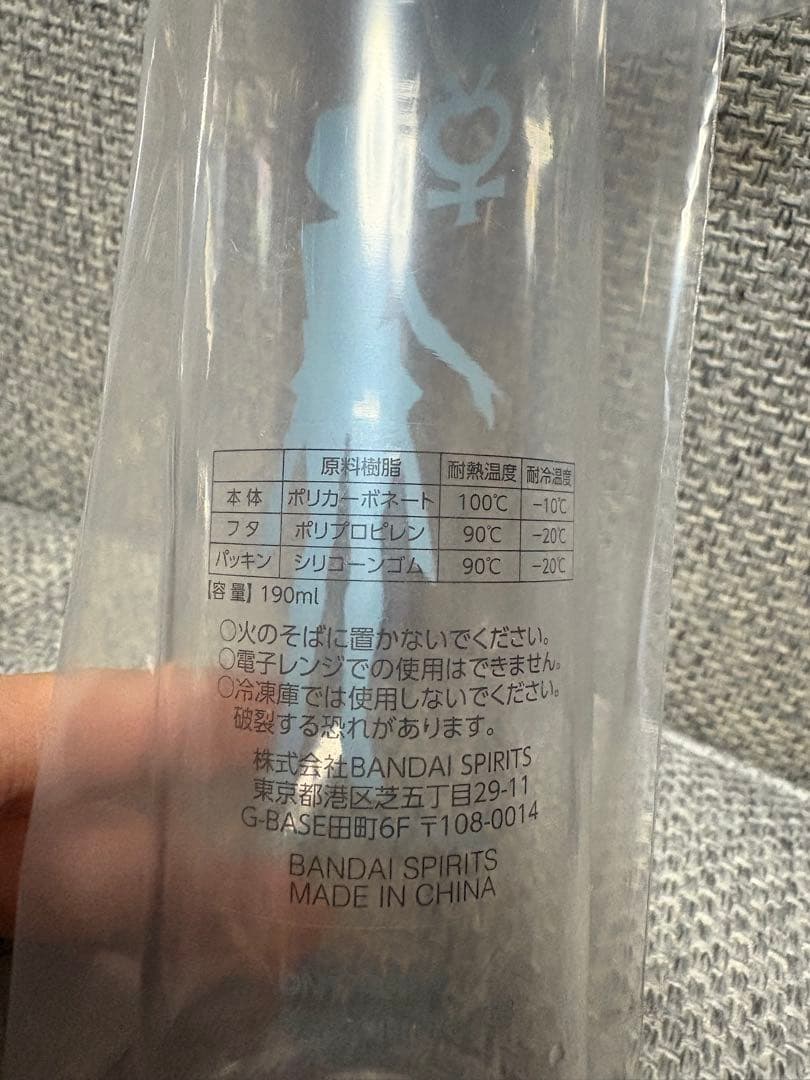 原料樹脂 耐熱温度 耐冷温度
本体 ポリカーボネート 100℃ -10℃
フタ ポリプロピレン 90℃ -20℃
パッキン シリコーンゴム 90℃ -20℃
【容量】190ml
○火のそばに置かないでください。
○電子レンジでの使用はできません。
○冷凍庫では使用しないでください。
破裂する恐れがあります。
株式会社BANDAI SPIRITS
東京都港区芝五丁目29-11
G-BASE田町6F 〒108-0014
BANDAI SPIRITS
MADE IN CHINA